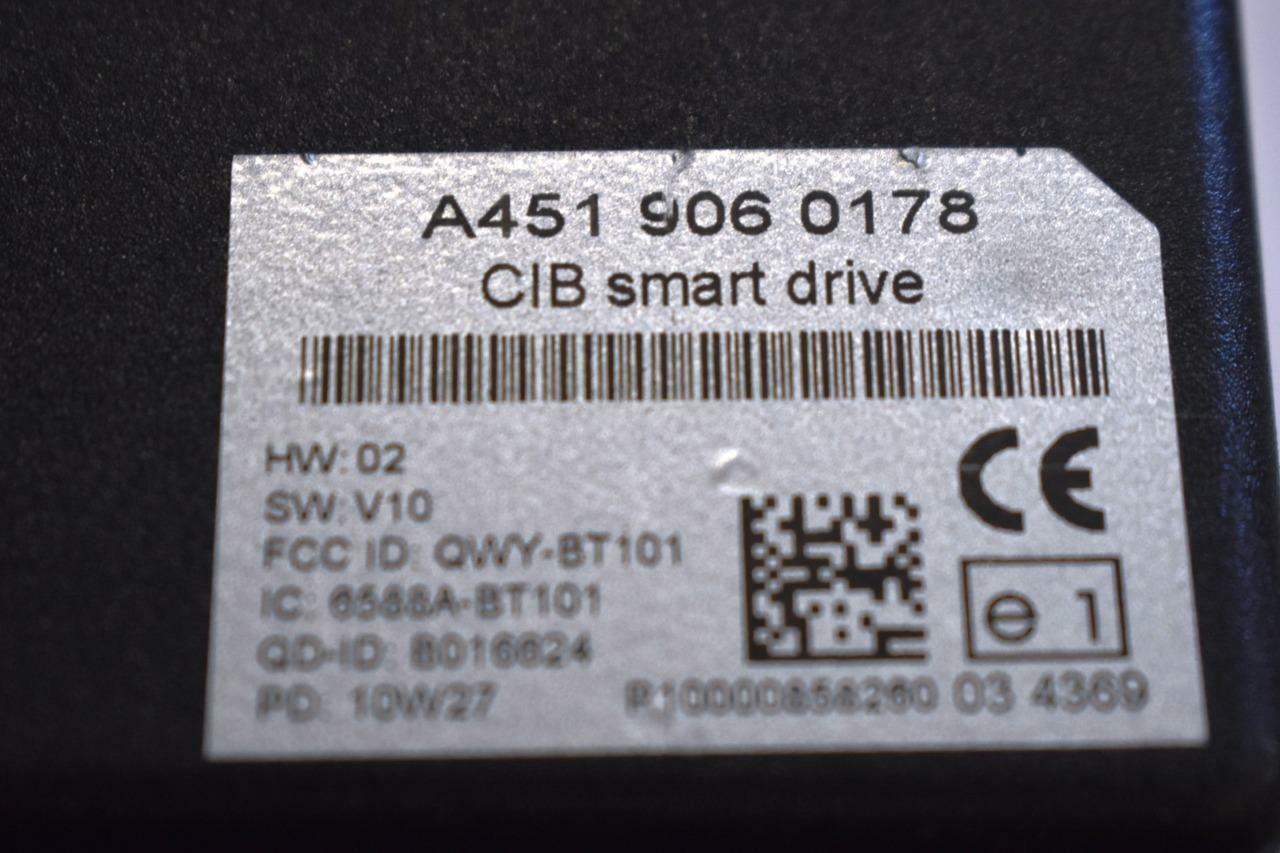 A451 906 0178
CIB smart drive
HW: 02
SW: V10
FCC ID: QWY-BT101
IC: 6588A-BT101
QD-ID: B016624
PD: 10W27
CE
e 1
03 4369